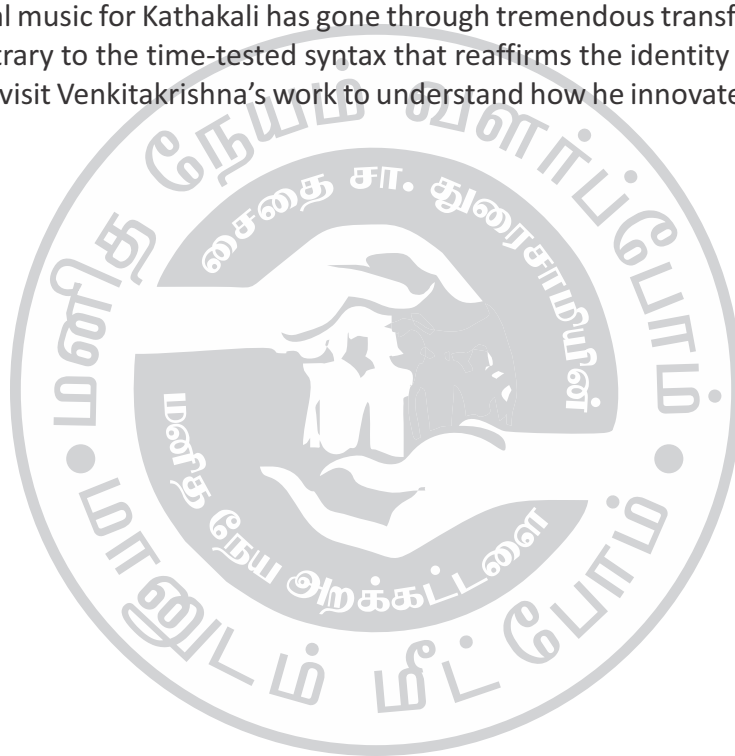 al music for Kathakali has gone through tremendous transf
rary to the time-tested syntax that reaffirms the identity
visit Venkitakrishna's work to understand how he innovate
மனித நேயம் வளர்ப்போம்
சைதை சா. துரைசாமியின்
மனித நேய அறக்கட்டளை
மானுடம் மீட்போம்